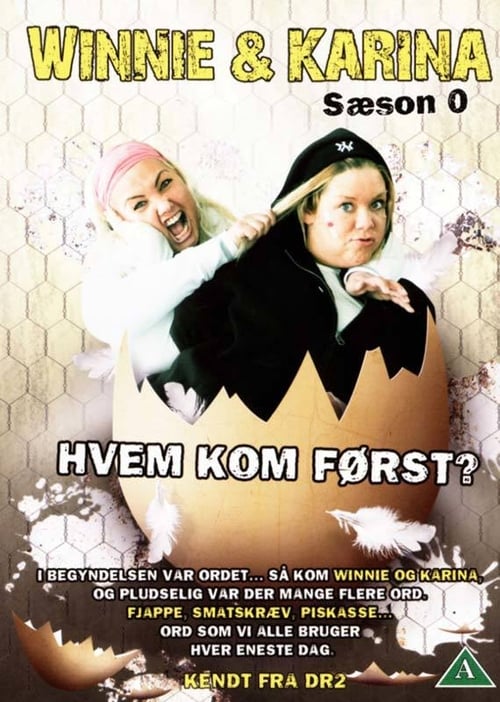 WINNIE & KARINA
Sæson 0
HVEM KOM FØRST?
I BEGYNDELSEN VAR ORDET... SÅ KOM WINNIE OG KARINA,
OG PLUDSELIG VAR DER MANGE FLERE ORD.
FJAPPE, SMATSKRÆV, PISKASSE...
ORD SOM VI ALLE BRUGER
HVER ENESTE DAG.
KENDT FRA DR2
A